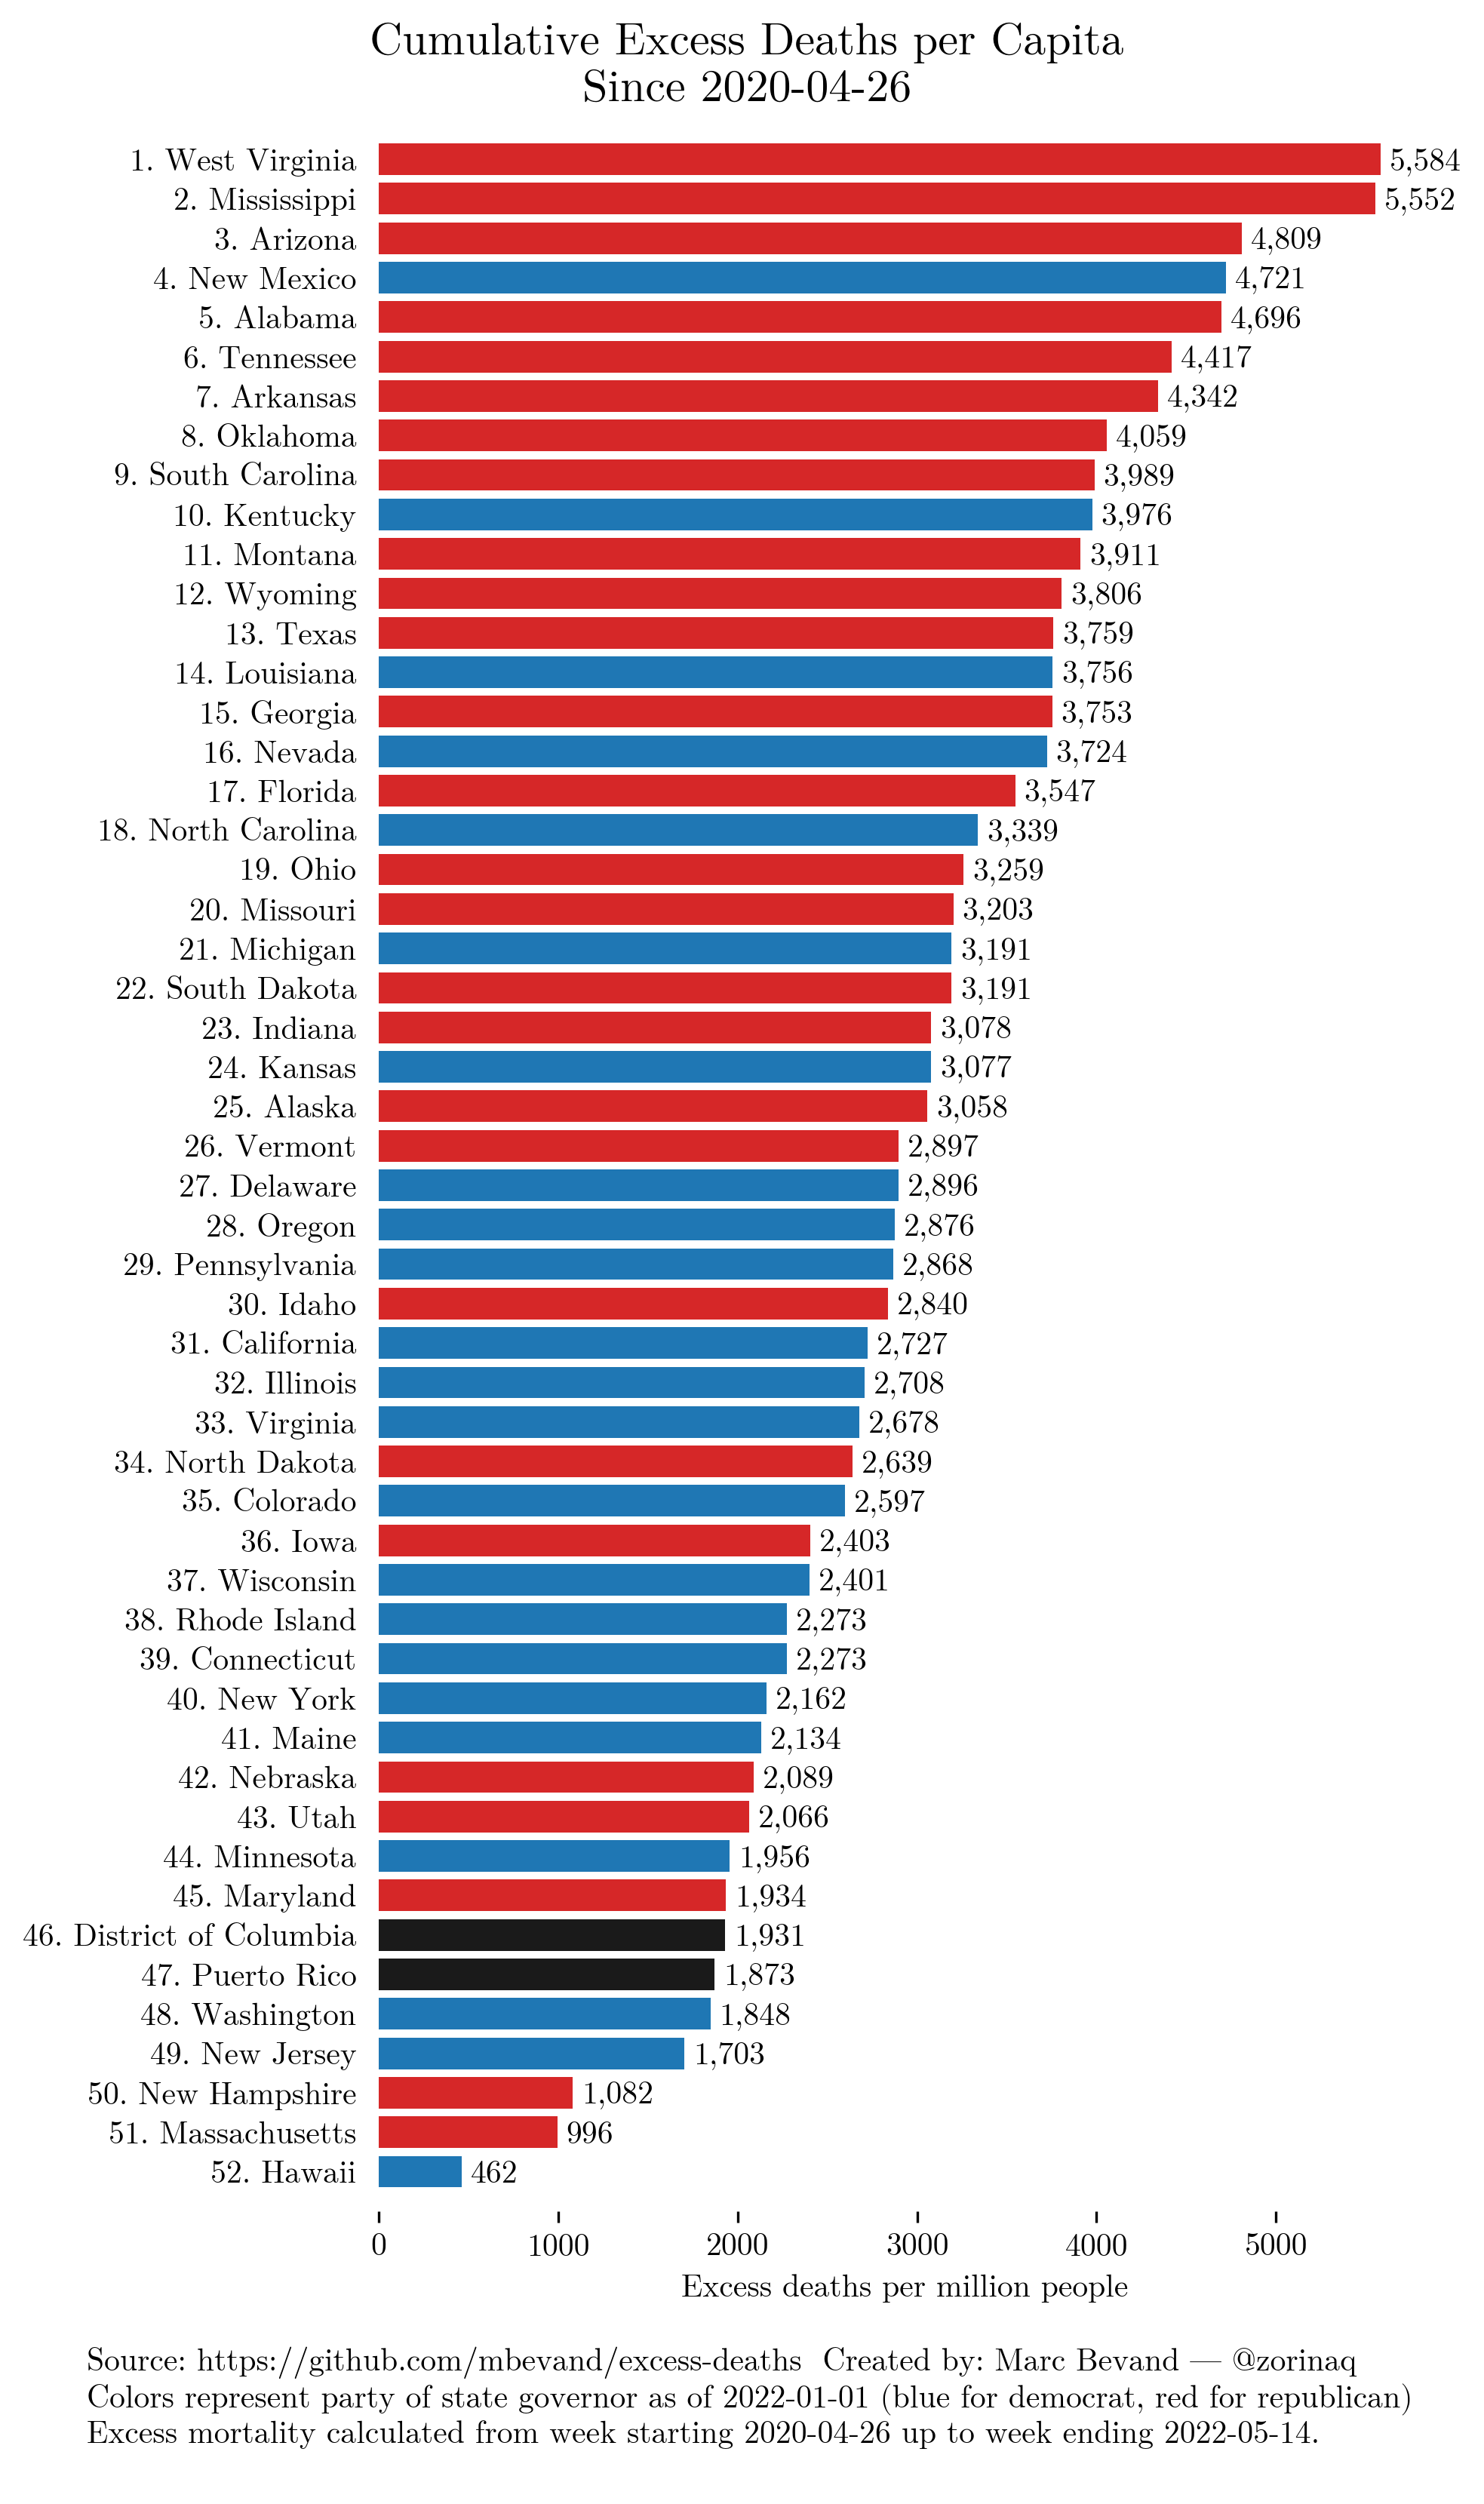 Cumulative Excess Deaths per Capita
Since 2020-04-26
1. West Virginia 5,584
2. Mississippi 5,552
3. Arizona 4,809
4. New Mexico 4,721
5. Alabama 4,696
6. Tennessee 4,417
7. Arkansas 4,342
8. Oklahoma 4,059
9. South Carolina 3,989
10. Kentucky 3,976
11. Montana 3,911
12. Wyoming 3,806
13. Texas 3,759
14. Louisiana 3,756
15. Georgia 3,753
16. Nevada 3,724
17. Florida 3,547
18. North Carolina 3,339
19. Ohio 3,259
20. Missouri 3,203
21. Michigan 3,191
22. South Dakota 3,191
23. Indiana 3,078
24. Kansas 3,077
25. Alaska 3,058
26. Vermont 2,897
27. Delaware 2,896
28. Oregon 2,876
29. Pennsylvania 2,868
30. Idaho 2,840
31. California 2,727
32. Illinois 2,708
33. Virginia 2,678
34. North Dakota 2,639
35. Colorado 2,597
36. Iowa 2,403
37. Wisconsin 2,401
38. Rhode Island 2,273
39. Connecticut 2,273
40. New York 2,162
41. Maine 2,134
42. Nebraska 2,089
43. Utah 2,066
44. Minnesota 1,956
45. Maryland 1,934
46. District of Columbia 1,931
47. Puerto Rico 1,873
48. Washington 1,848
49. New Jersey 1,703
50. New Hampshire 1,082
51. Massachusetts 996
52. Hawaii 462
0 1000 2000 3000 4000 5000
Excess deaths per million people
Source: https://github.com/mbevand/excess-deaths Created by: Marc Bevand — @zorinaq
Colors represent party of state governor as of 2022-01-01 (blue for democrat, red for republican)
Excess mortality calculated from week starting 2020-04-26 up to week ending 2022-05-14.